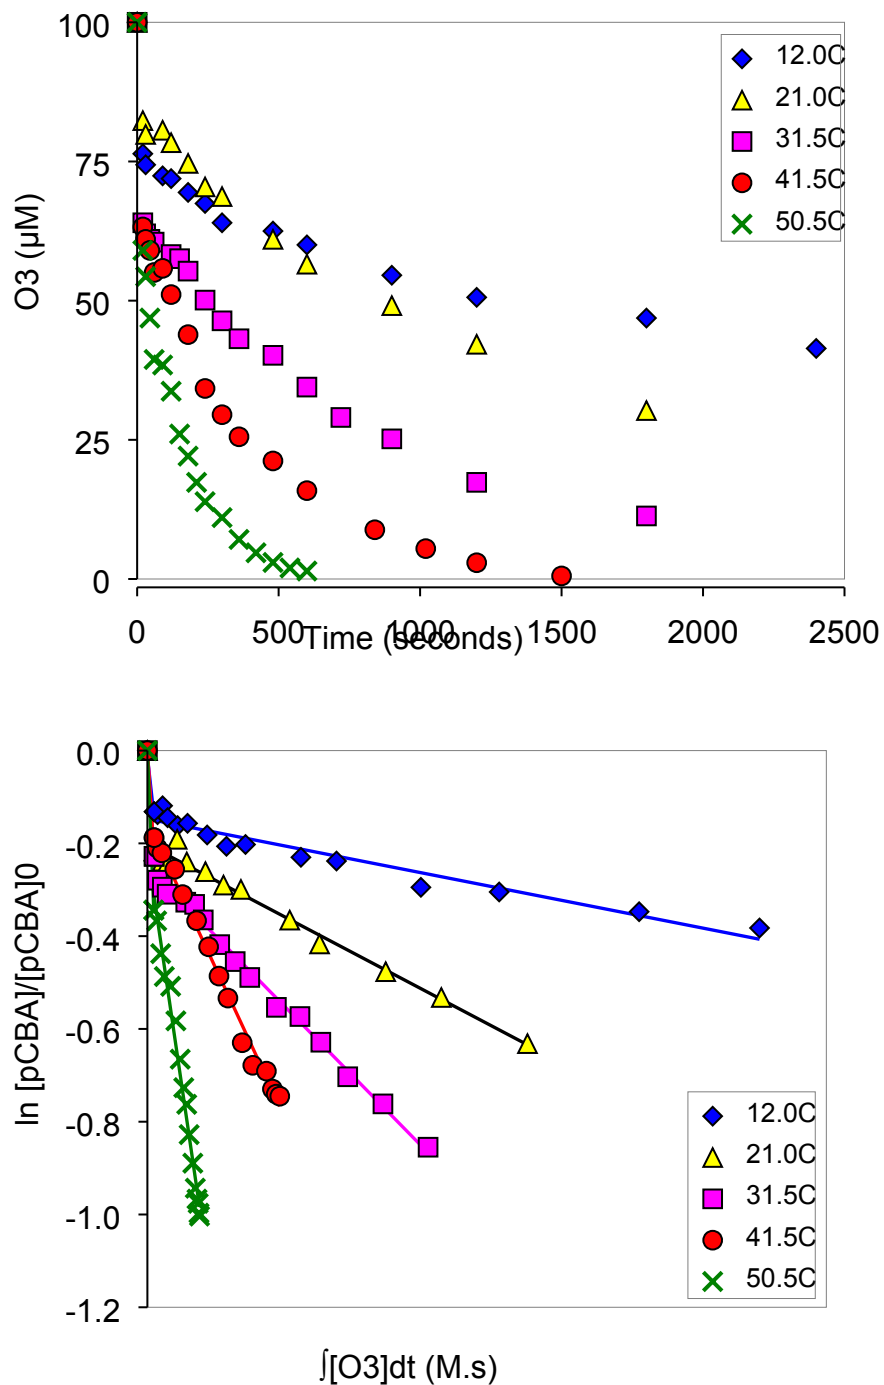 100
75
50
25
0
O3 (µM)
12.0C
21.0C
31.5C
41.5C
50.5C
0 500 1000 1500 2000 2500
Time (seconds)
0.0
-0.2
-0.4
-0.6
-0.8
-1.0
-1.2
ln [pCBA]/[pCBA]0
12.0C
21.0C
31.5C
41.5C
50.5C
∫[O3]dt (M.s)